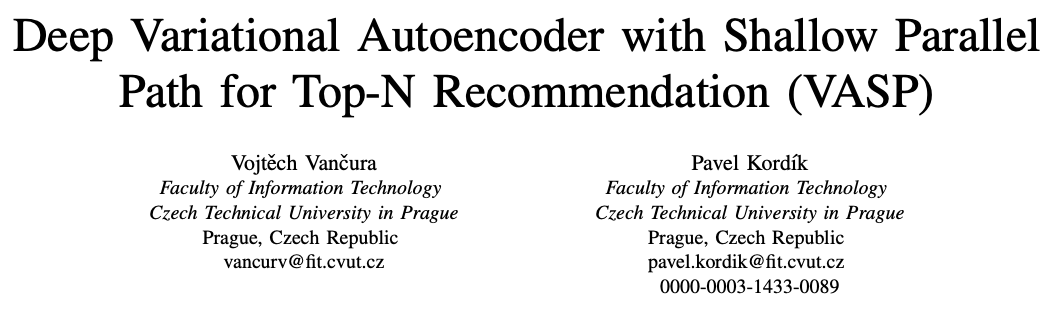 Deep Variational Autoencoder with Shallow Parallel
Path for Top-N Recommendation (VASP)
Vojtěch Vančura
Faculty of Information Technology
Czech Technical University in Prague
Prague, Czech Republic
vancurv@fit.cvut.cz
Pavel Kordík
Faculty of Information Technology
Czech Technical University in Prague
Prague, Czech Republic
pavel.kordik@fit.cvut.cz
0000-0003-1433-0089